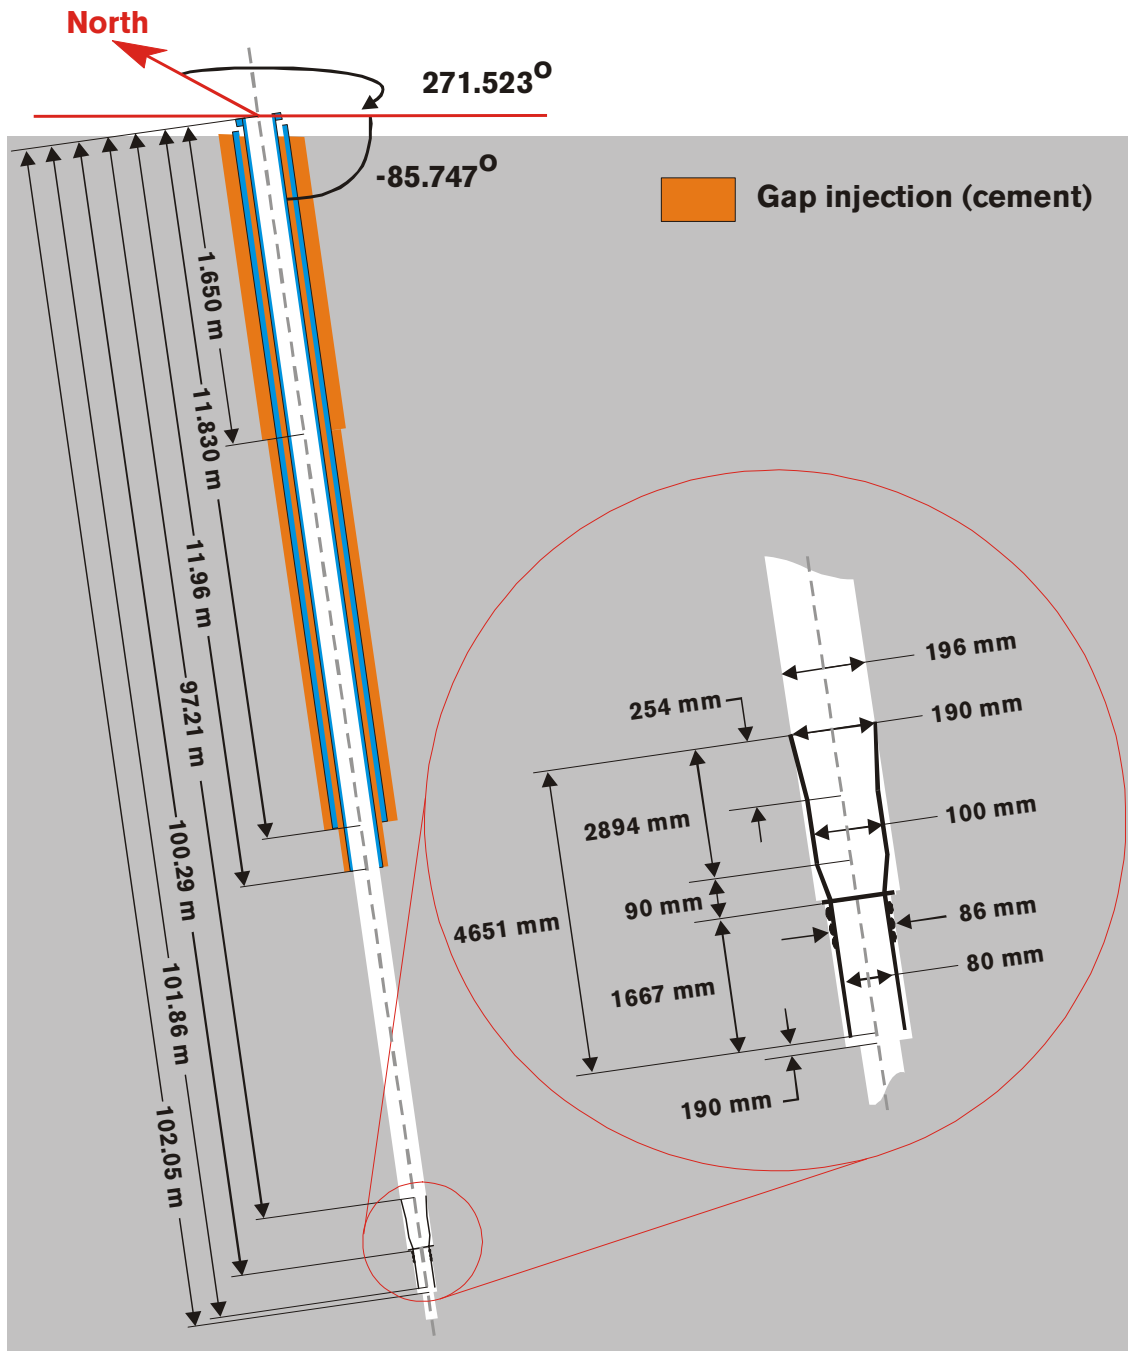 North
271.523O
-85.747O
Gap injection (cement)
1.650 m
11.830 m
11.96 m
97.21 m
100.29 m
101.86 m
102.05 m
196 mm
254 mm
190 mm
2894 mm
100 mm
90 mm
86 mm
4651 mm
80 mm
1667 mm
190 mm